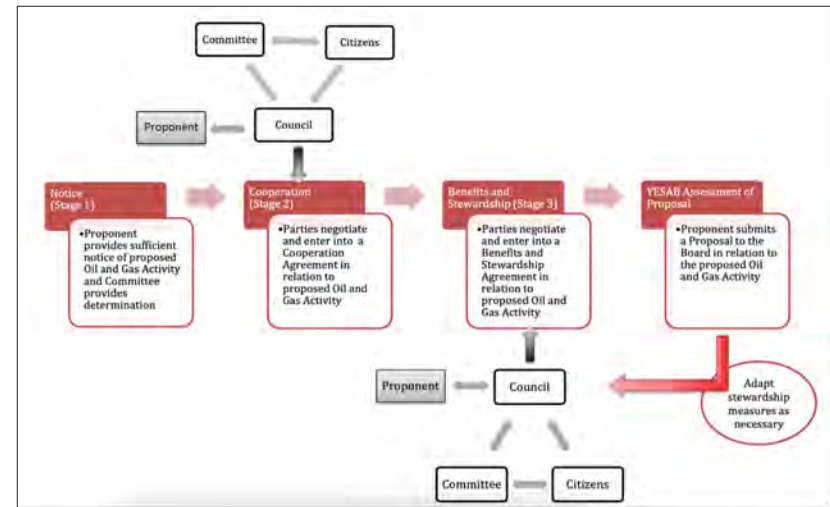 Committee
Citizens
Proponent
Council
Notice
(Stage 1)
•Proponent
provides sufficient
notice of proposed
Oil and Gas Activity
and Committee
provides
determination
Cooperation
(Stage 2)
•Parties negotiate
and enter into a
Cooperation
Agreement in
relation to
proposed Oil and
Gas Activity
Benefits and
Stewardship (Stage 3)
•Parties negotiate
and enter into a
Benefits and
Stewardship
Agreement in
relation to
proposed Oil and
Gas Activity
YESAB Assessment of
Proposal
•Proponent submits
a Proposal to the
Board in relation to
the proposed Oil
and Gas Activity
Proponent
Council
Adapt
stewardship
measures as
necessary
Committee
Citizens